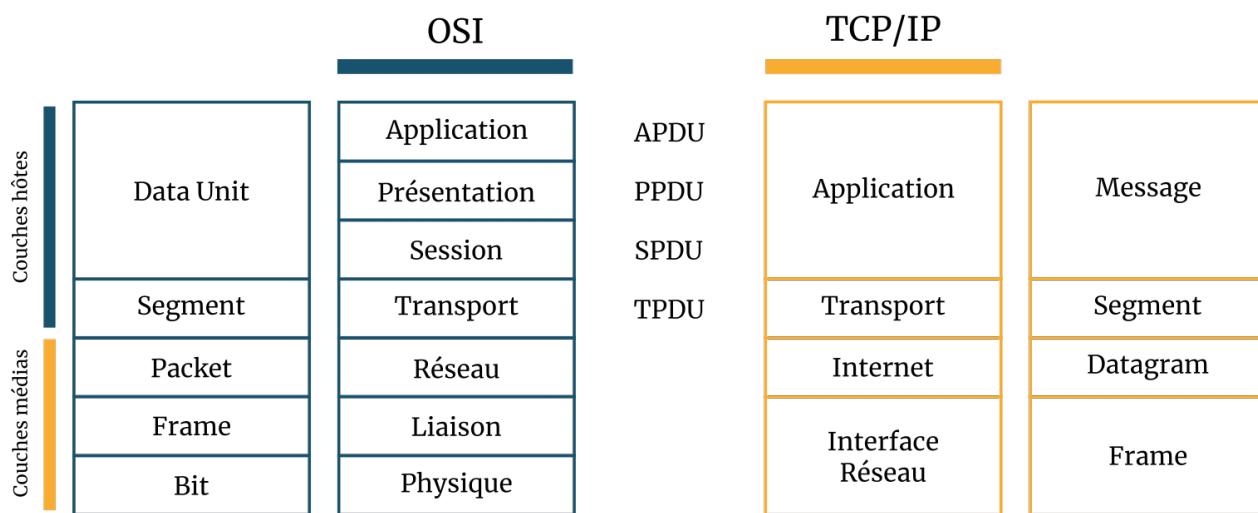 OSI
TCP/IP
Couches hôtes
Couches médias
Data Unit
Segment
Packet
Frame
Bit
Application
Présentation
Session
Transport
Réseau
Liaison
Physique
APDU
PPDU
SPDU
TPDU
Application
Transport
Internet
Interface
Réseau
Message
Segment
Datagram
Frame